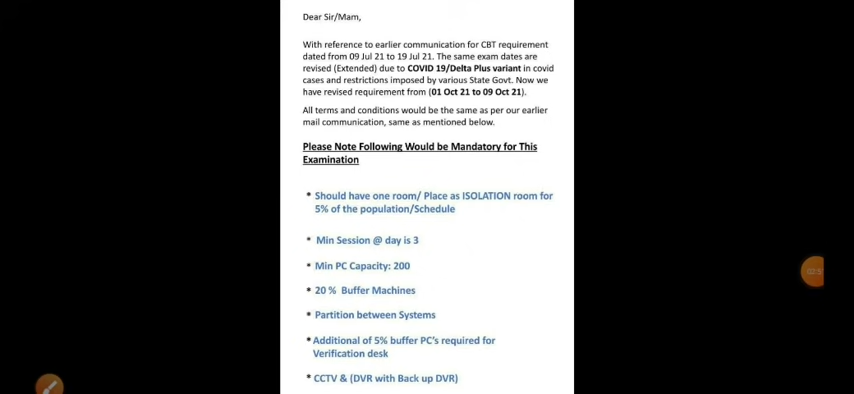 Dear Sir/Mam,
With reference to earlier communication for CBT requirement
dated from 09 Jul 21 to 19 Jul 21. The same exam dates are
revised (Extended) due to COVID 19/Delta Plus variant in covid
cases and restrictions imposed by various State Govt. Now we
have revised requirement from (01 Oct 21 to 09 Oct 21).
All terms and conditions would be the same as per our earlier
mail communication, same as mentioned below.
Please Note Following Would be Mandatory for This
Examination
* Should have one room/ Place as ISOLATION room for
5% of the population/Schedule
* Min Session @ day is 3
* Min PC Capacity: 200
* 20 % Buffer Machines
* Partition between Systems
* Additional of 5% buffer PC's required for
Verification desk
* CCTV & (DVR with Back up DVR)